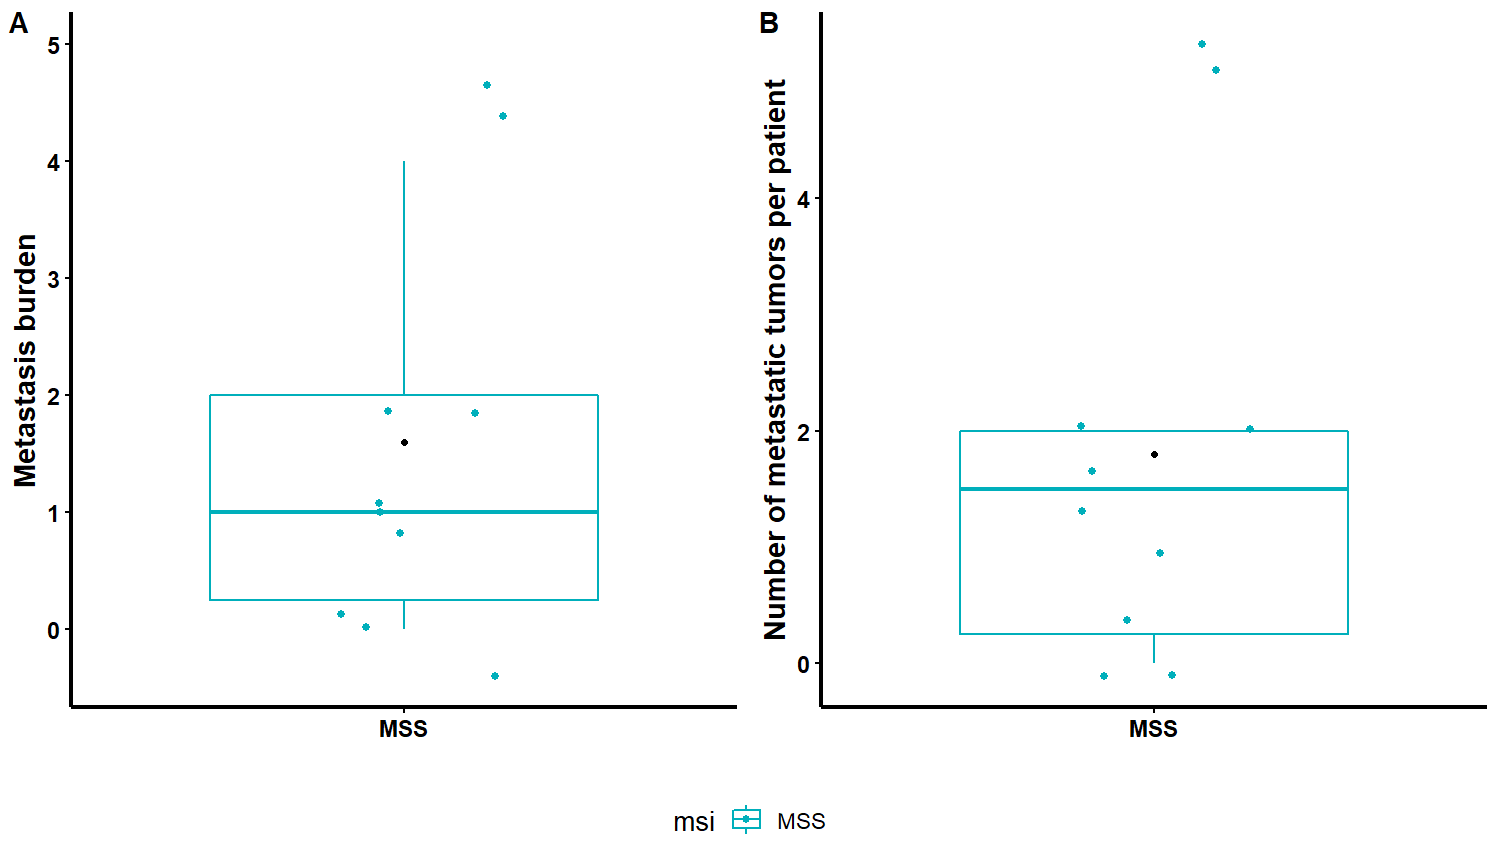 A
Metastasis burden
5
4
3
2
1
0
MSS
B
Number of metastatic tumors per patient
4
2
0
MSS
msi MSS